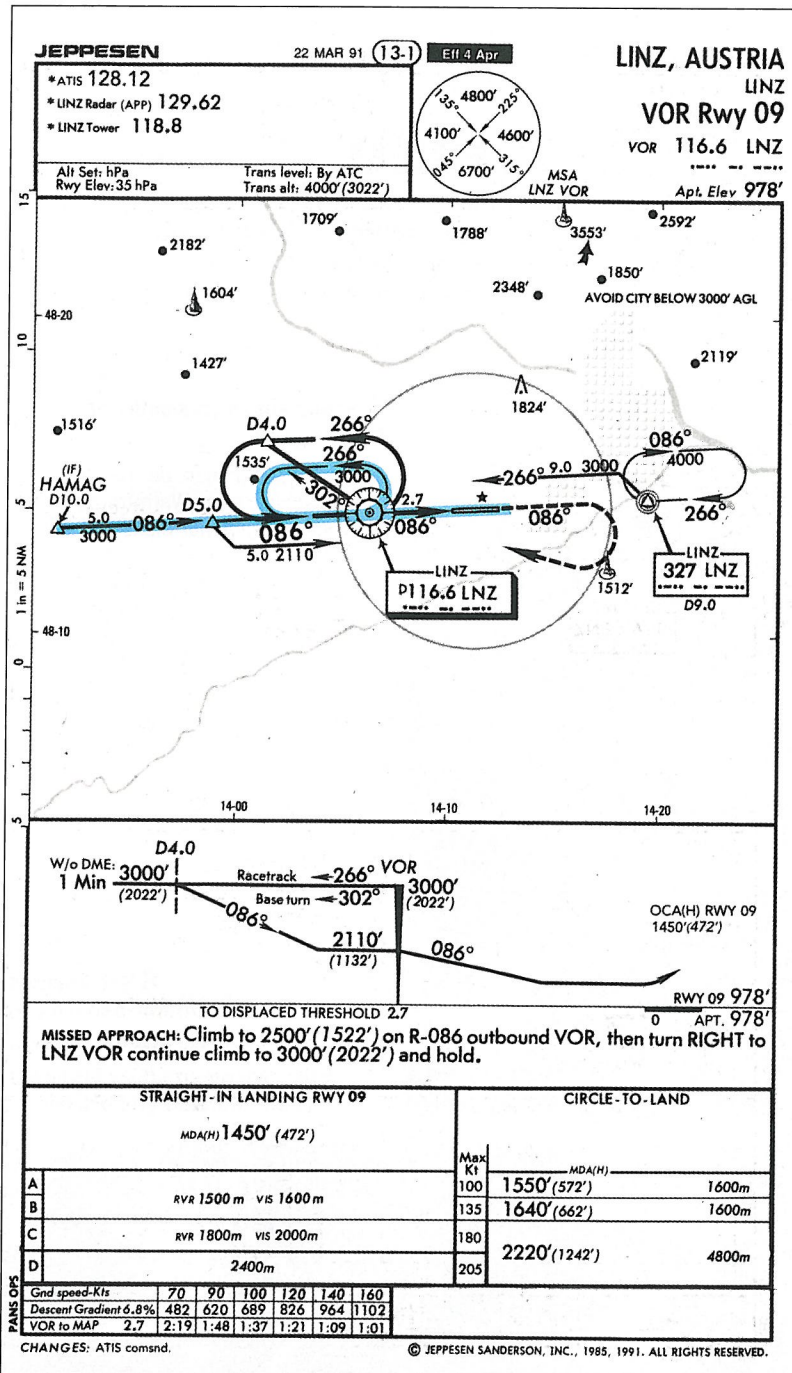 JEPPESEN 22 MAR 91 13-1 Eff 4 Apr
LINZ, AUSTRIA
LINZ
VOR Rwy 09
VOR 116.6 LNZ
Apt. Elev 978'
*ATIS 128.12
*LINZ Radar (APP) 129.62
*LINZ Tower 118.8
Alt Set: hPa Trans level: By ATC
Rwy Elev: 35 hPa Trans alt: 4000' (3022')
135° 4800' 225°
4100' 4600'
045° 6700' 315°
MSA
LNZ VOR
15
1709'
1788'
3553'
2592'
2182'
1850'
1604'
2348'
AVOID CITY BELOW 3000' AGL
48-20
10
1427'
2119'
1824'
1516'
D4.0 266°
086°
4000
(IF)
HAMAG
D10.0
1535'
266°
3000
266° 9.0 3000
302°
D5.0
2.7
266°
5
5.0 086°
3000
086°
086°
086°
5.0 2110
LINZ
D116.6 LNZ
1512'
LINZ
327 LNZ
D9.0
1 in = 5 NM
48-10
0
14-00 14-10 14-20
5
D4.0
W/o DME:
1 Min
3000'
(2022')
Racetrack 266° VOR
Base turn 302°
3000'
(2022')
086°
2110'
(1132')
086°
OCA(H) RWY 09
1450'(472')
RWY 09 978'
TO DISPLACED THRESHOLD 2.7 0 APT. 978'
MISSED APPROACH: Climb to 2500'(1522') on R-086 outbound VOR, then turn RIGHT to
LNZ VOR continue climb to 3000'(2022') and hold.
STRAIGHT-IN LANDING RWY 09 CIRCLE-TO-LAND
MDA(H) 1450' (472')
Max
Kt MDA(H)
A 100 1550'(572') 1600m
B RVR 1500m VIS 1600m 135 1640'(662') 1600m
C RVR 1800m VIS 2000m 180
D 2400m 205 2220'(1242') 4800m
PANS OPS
Gnd speed-Kts 70 90 100 120 140 160
Descent Gradient 6.8% 482 620 689 826 964 1102
VOR to MAP 2.7 2:19 1:48 1:37 1:21 1:09 1:01
CHANGES: ATIS comsnd. © JEPPESEN SANDERSON, INC., 1985, 1991. ALL RIGHTS RESERVED.